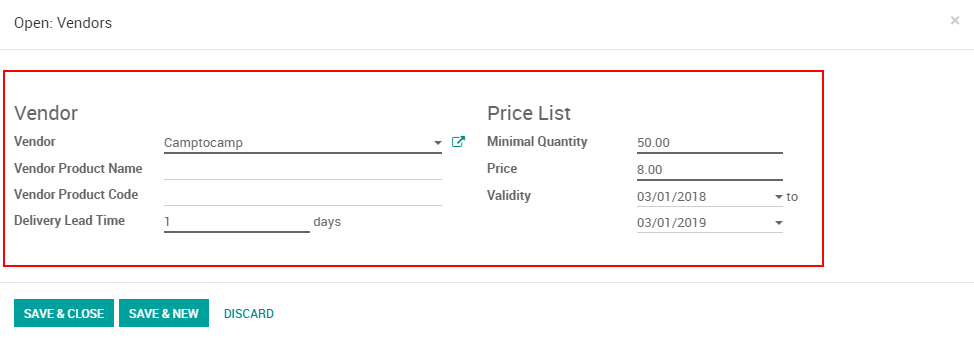 Open: Vendors ×
Vendor
Vendor Camptocamp
Vendor Product Name
Vendor Product Code
Delivery Lead Time 1 days
Price List
Minimal Quantity 50.00
Price 8.00
Validity 03/01/2018 to
03/01/2019
SAVE & CLOSE SAVE & NEW DISCARD